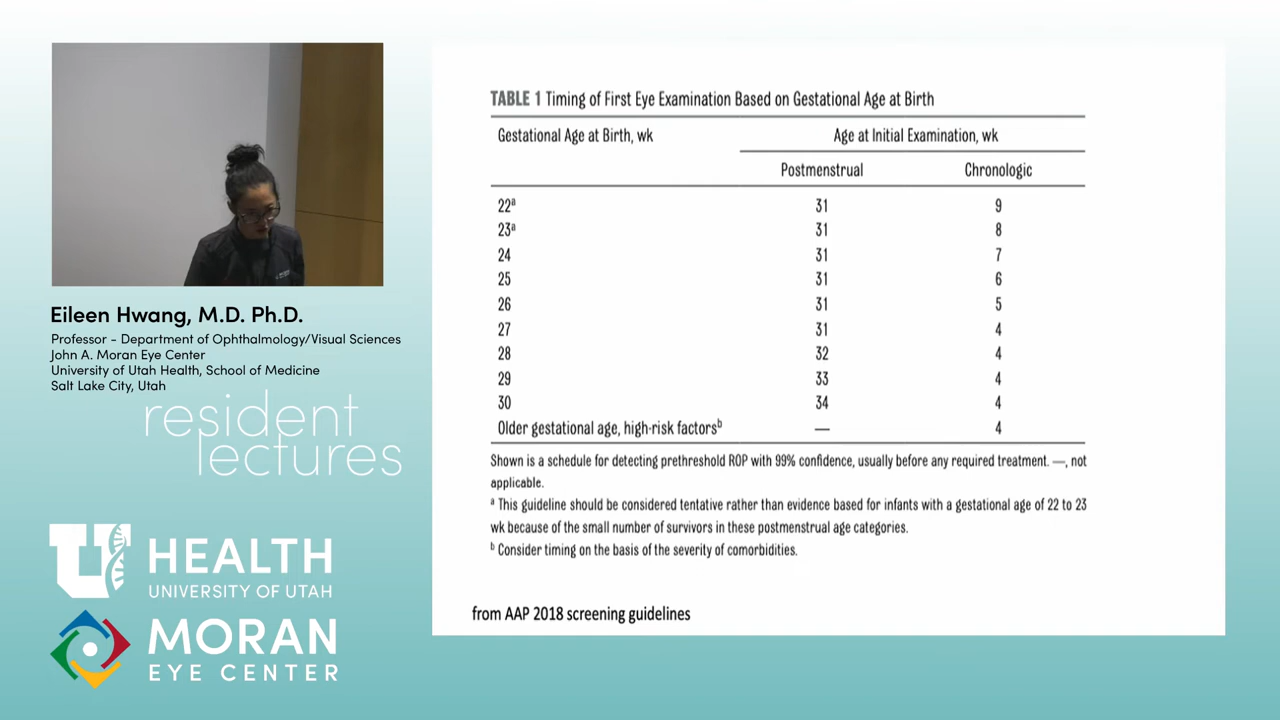 Eileen Hwang, M.D. Ph.D.
Professor - Department of Ophthalmology/Visual Sciences
John A. Moran Eye Center
University of Utah Health, School of Medicine
Salt Lake City, Utah
resident
lectures
U HEALTH
UNIVERSITY OF UTAH
MORAN
EYE CENTER
TABLE 1 Timing of First Eye Examination Based on Gestational Age at Birth
Gestational Age at Birth, wk Age at Initial Examination, wk
Postmenstrual Chronologic
22ᵃ 31 9
23ᵃ 31 8
24 31 7
25 31 6
26 31 5
27 31 4
28 32 4
29 33 4
30 34 4
Older gestational age, high-risk factorsᵇ — 4
Shown is a schedule for detecting prethreshold ROP with 99% confidence, usually before any required treatment. —, not
applicable.
ᵃ This guideline should be considered tentative rather than evidence based for infants with a gestational age of 22 to 23
wk because of the small number of survivors in these postmenstrual age categories.
ᵇ Consider timing on the basis of the severity of comorbidities.
from AAP 2018 screening guidelines